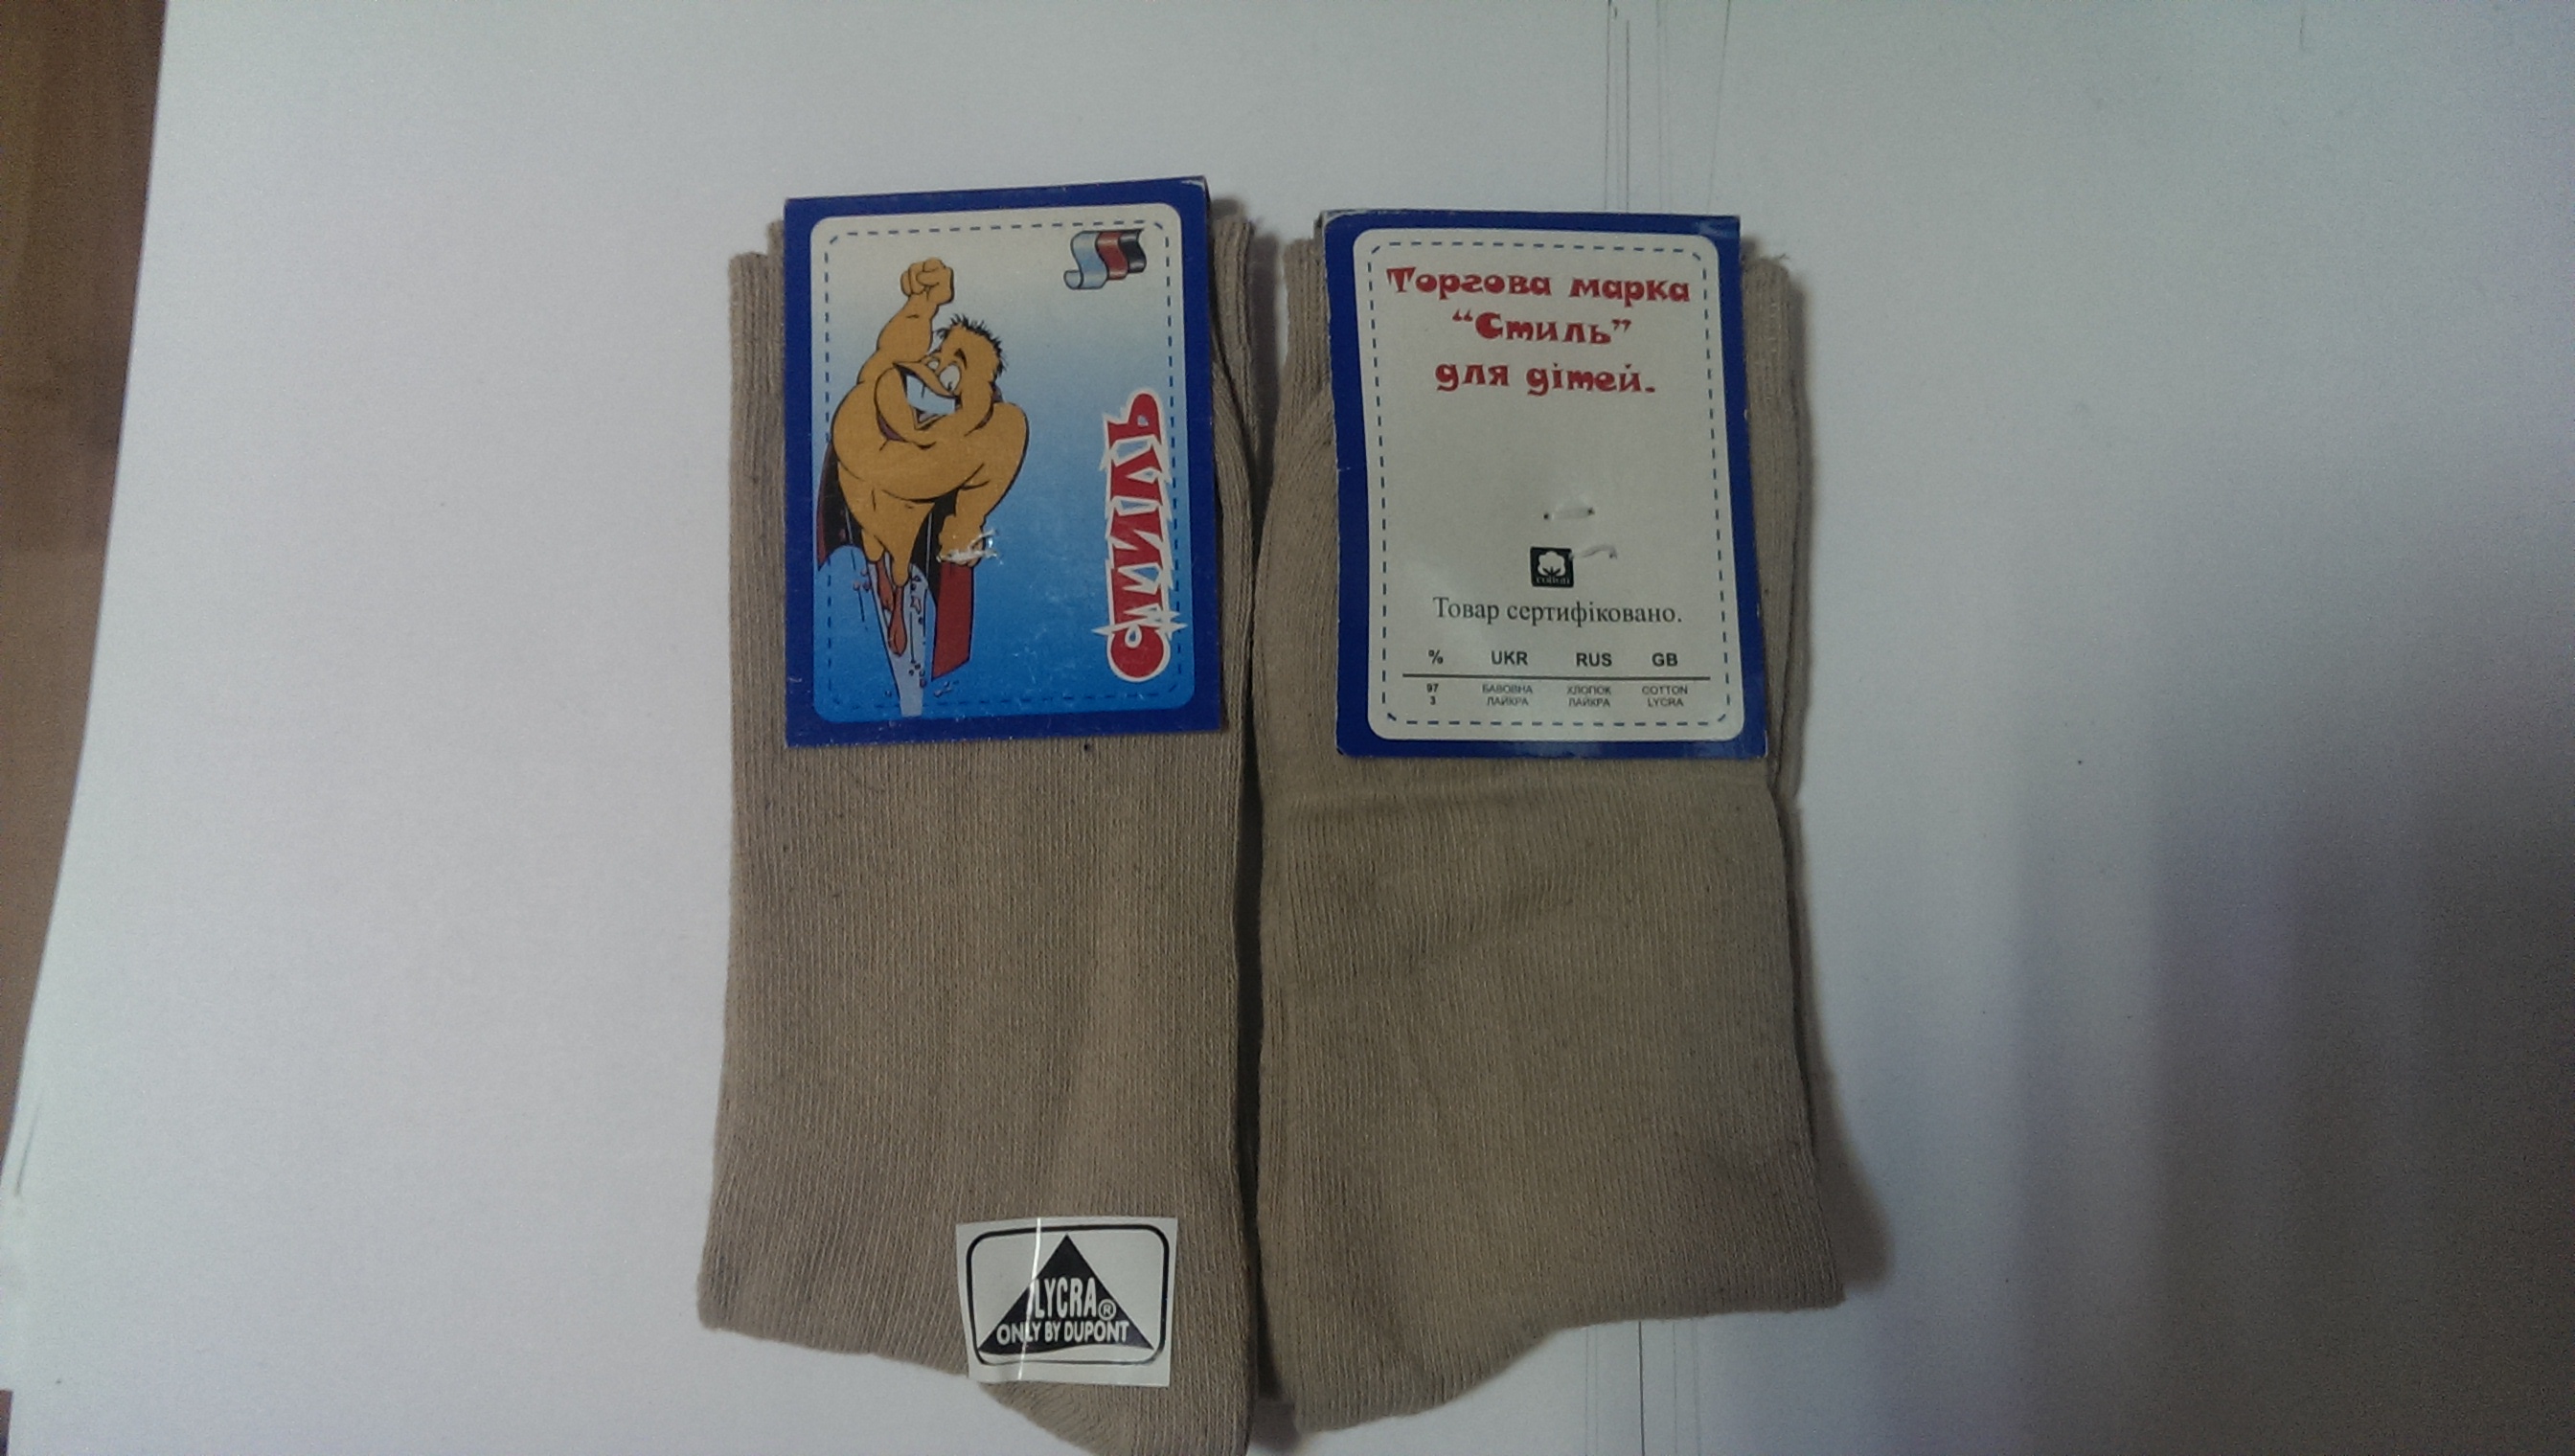 СТИЛЬ
Торгова марка
“Стиль”
для дітей.
cotton
Товар сертифіковано.
% UKR RUS GB
97 БАВОВНА ХЛОПОК COTTON
3 ЛАЙКРА ЛАЙКРА LYCRA
LYCRA®
ONLY BY DUPONT